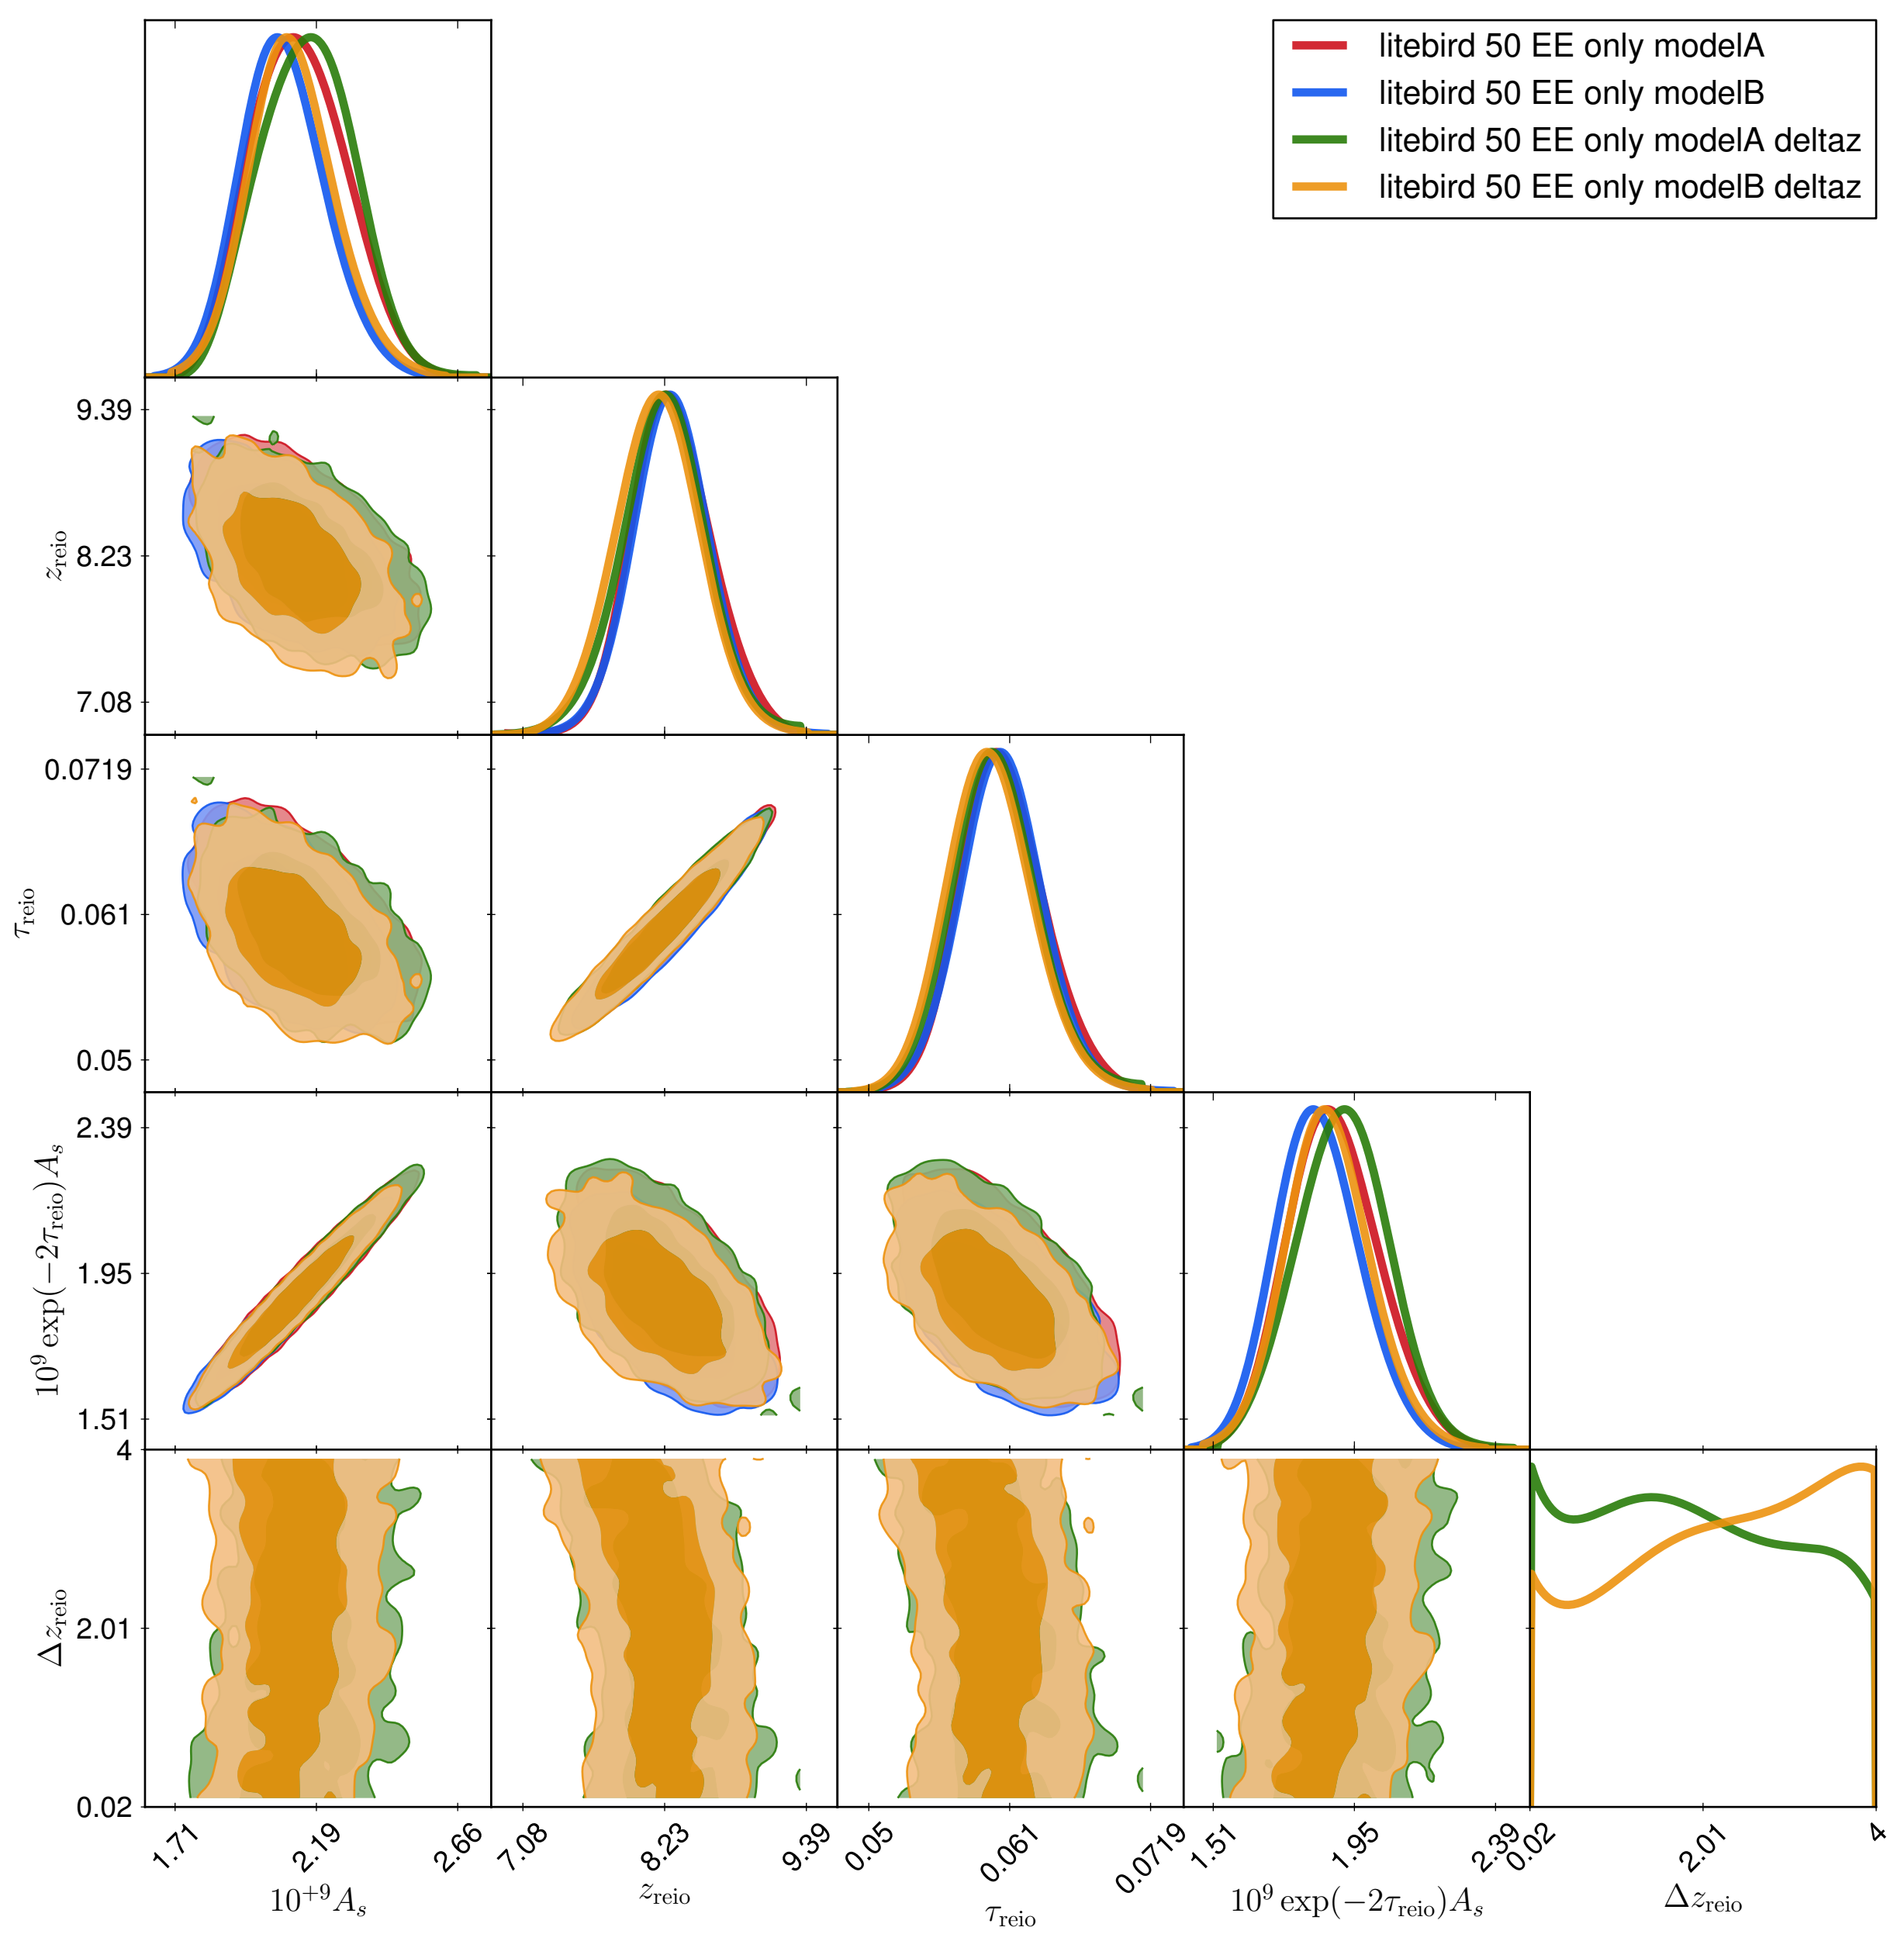 litebird 50 EE only modelA
litebird 50 EE only modelB
litebird 50 EE only modelA deltaz
litebird 50 EE only modelB deltaz
9.39
8.23
7.08
z_reio
0.0719
0.061
0.05
τ_reio
2.39
1.95
1.51
10^9 exp(−2τ_reio)A_s
4
2.01
0.02
Δz_reio
1.71 2.19 2.66 7.08 8.23 9.39 0.05 0.061 0.0719 1.51 1.95 2.39 0.02 2.01 4
10^{+9}A_s z_reio τ_reio 10^9 exp(−2τ_reio)A_s Δz_reio